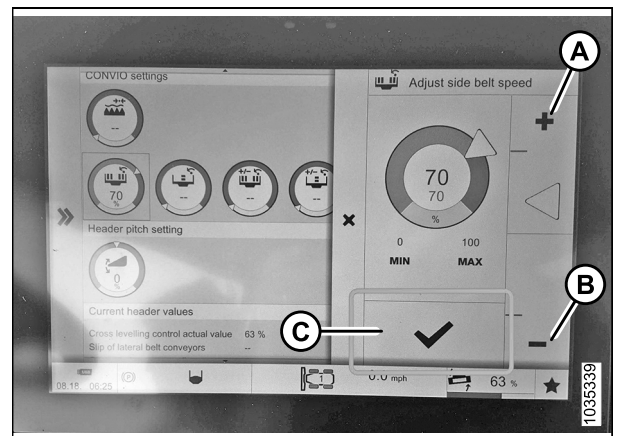 CONVIO settings
--
70
%
--
+/-
--
+/-
--
Header pitch setting
0
%
Current header values
Cross levelling control actual value 63 %
Slip of lateral belt conveyors --
Adjust side belt speed
70
70
%
0 100
MIN MAX
A
B
C
08.18. 06:25
P
1
0.0 mph
63 %
1035339